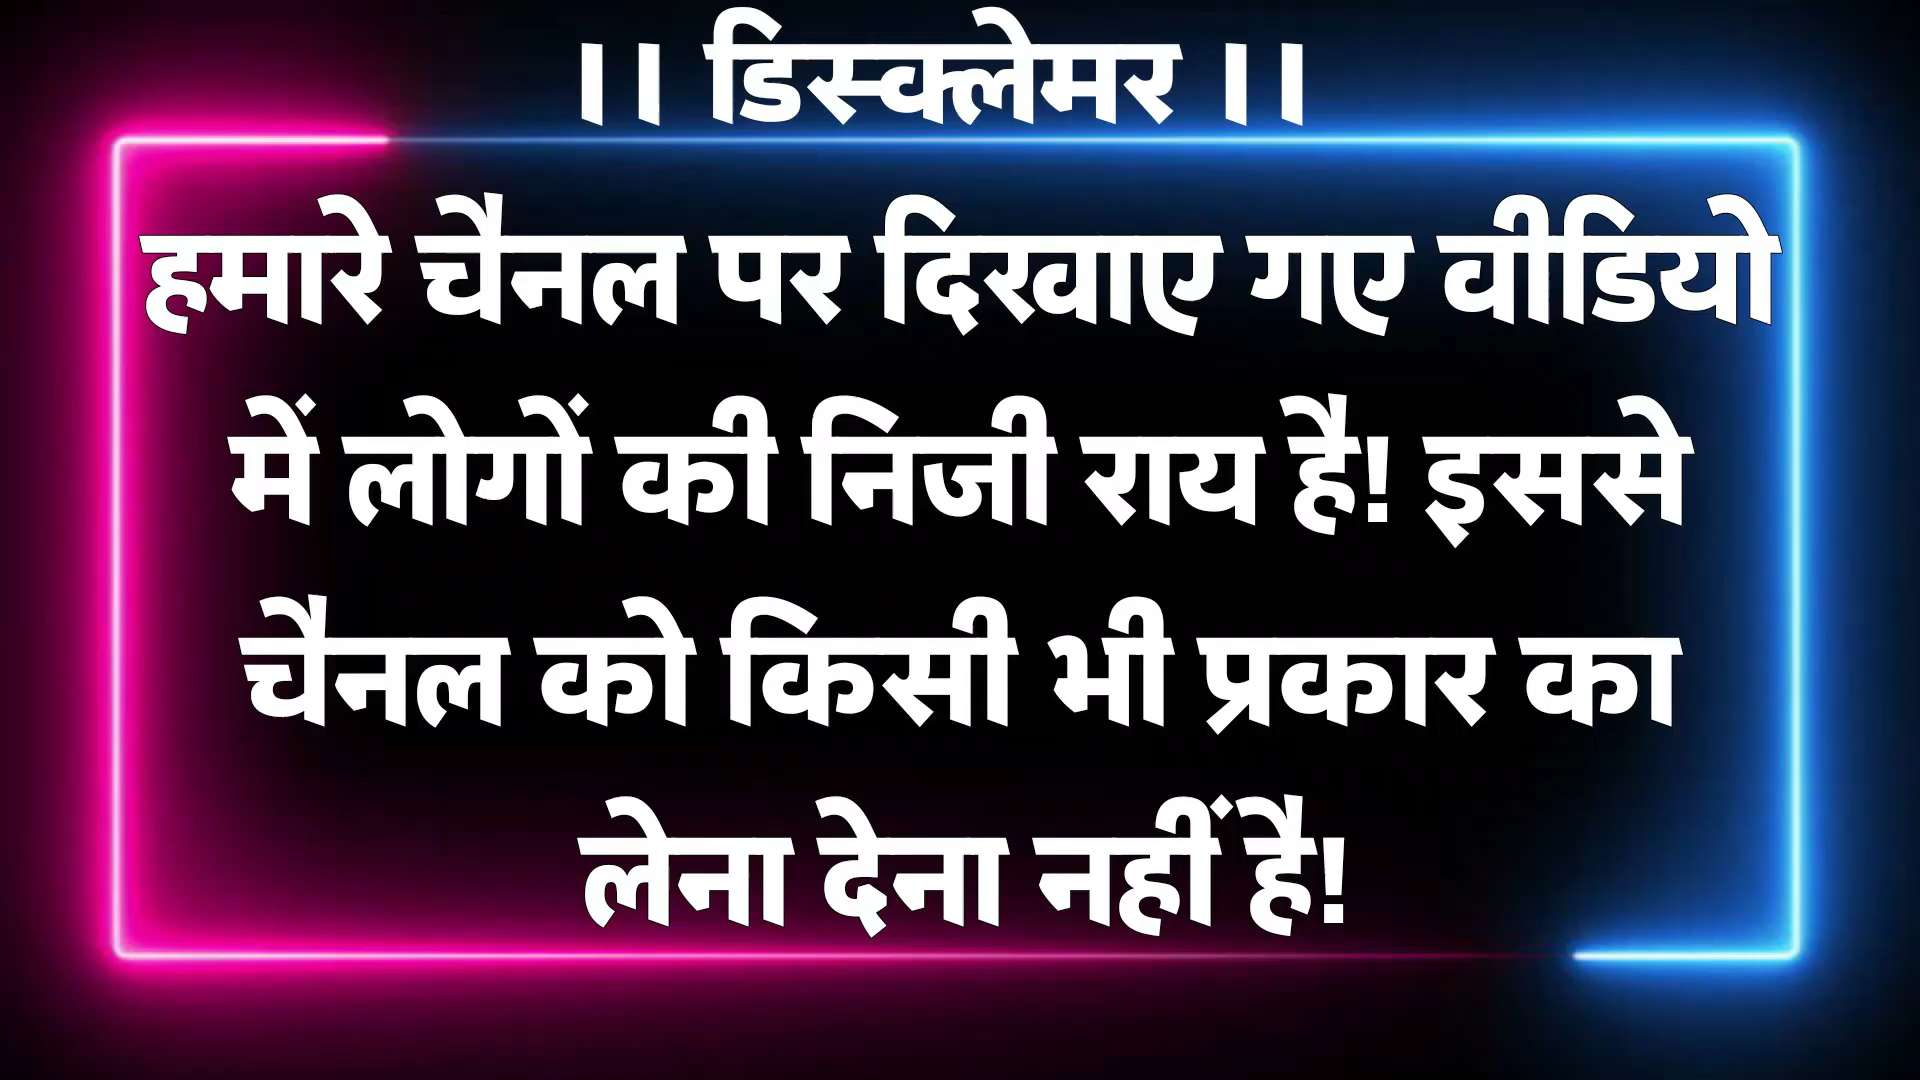 ।। डिस्क्लेमर ।।
हमारे चैनल पर दिखाए गए वीडियो
में लोगों की निजी राय है! इससे
चैनल को किसी भी प्रकार का
लेना देना नहीं है!